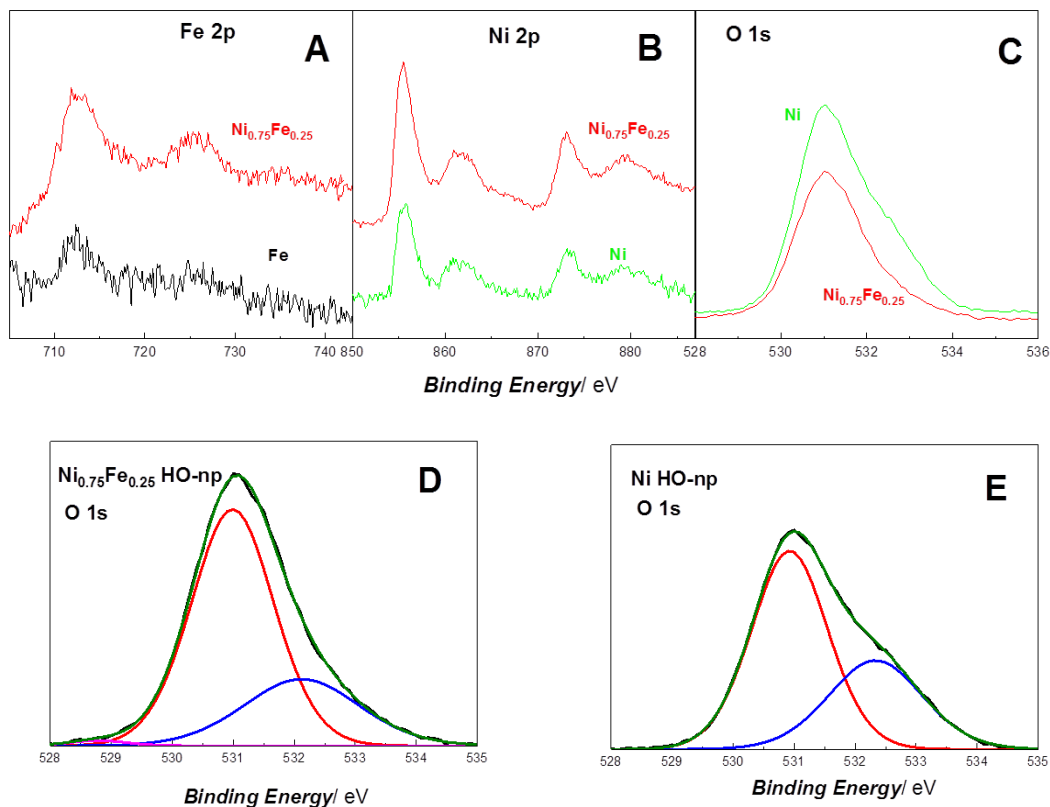 Fe 2p
A
Ni0.75Fe0.25
Fe
Ni 2p
B
Ni0.75Fe0.25
Ni
O 1s
C
Ni
Ni0.75Fe0.25
710 720 730 740 850 860 870 880 528 530 532 534 536
Binding Energy/ eV
Ni0.75Fe0.25 HO-np
O 1s
D
528 529 530 531 532 533 534 535
Binding Energy/ eV
Ni HO-np
O 1s
E
528 529 530 531 532 533 534 535
Binding Energy/ eV